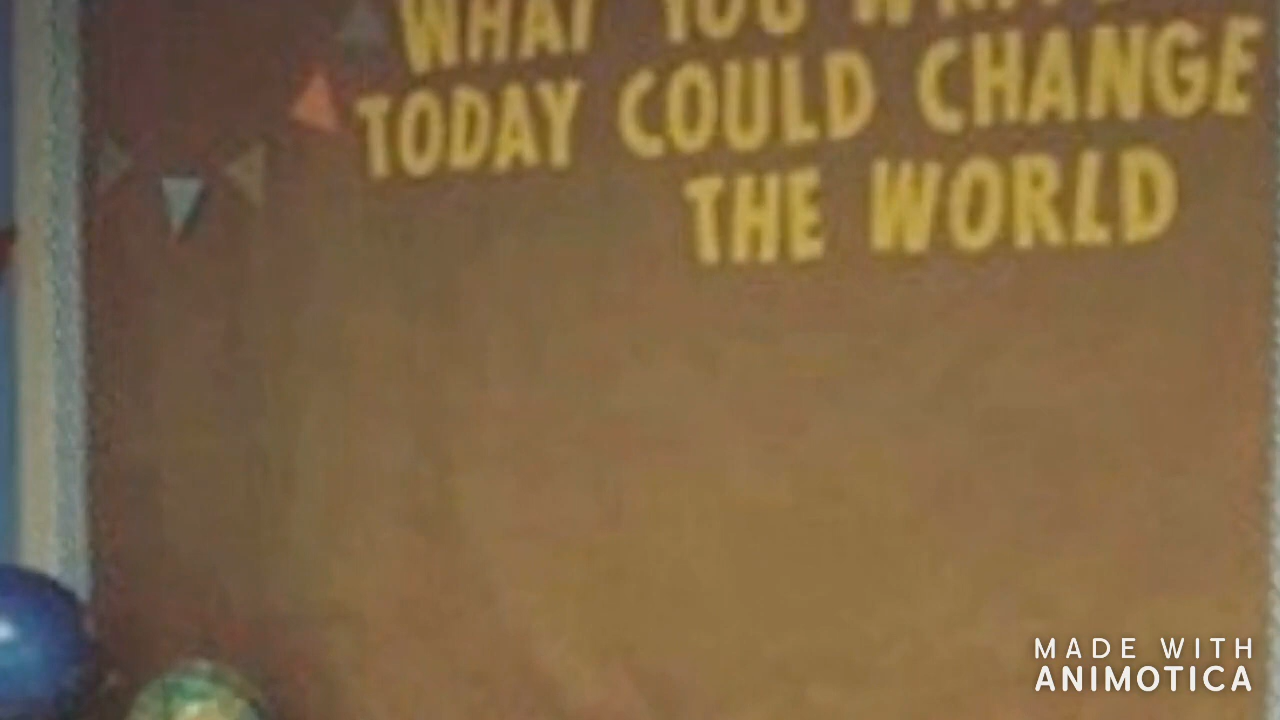 WHAT YOU
TODAY COULD CHANGE
THE WORLD
MADE WITH
ANIMOTICA